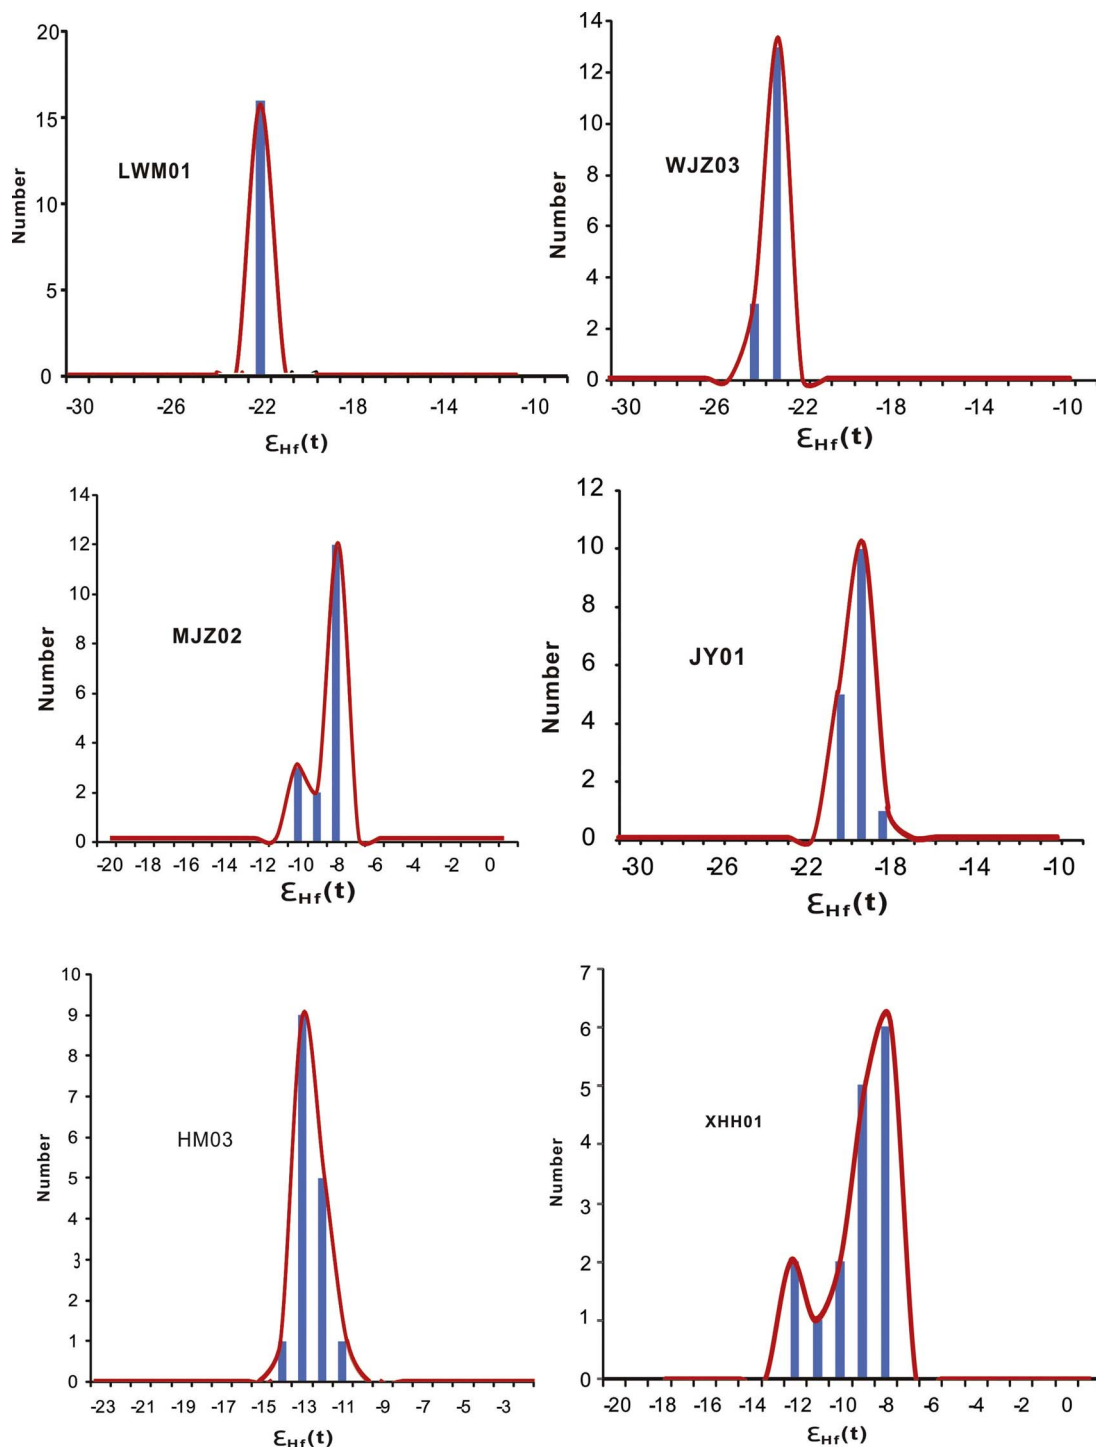 20
15
10
5
0
Number
LWM01
-30 -26 -22 -18 -14 -10
εHf(t)
14
12
10
8
6
4
2
0
Number
WJZ03
-30 -26 -22 -18 -14 -10
εHf(t)
14
12
10
8
6
4
2
0
Number
MJZ02
-20 -18 -16 -14 -12 -10 -8 -6 -4 -2 0
εHf(t)
12
10
8
6
4
2
0
Number
JY01
-30 -26 -22 -18 -14 -10
εHf(t)
10
9
8
7
6
5
4
3
2
1
0
Number
HM03
-23 -21 -19 -17 -15 -13 -11 -9 -7 -5 -3
εHf(t)
7
6
5
4
3
2
1
0
Number
XHH01
-20 -18 -16 -14 -12 -10 -8 -6 -4 -2 0
εHf(t)